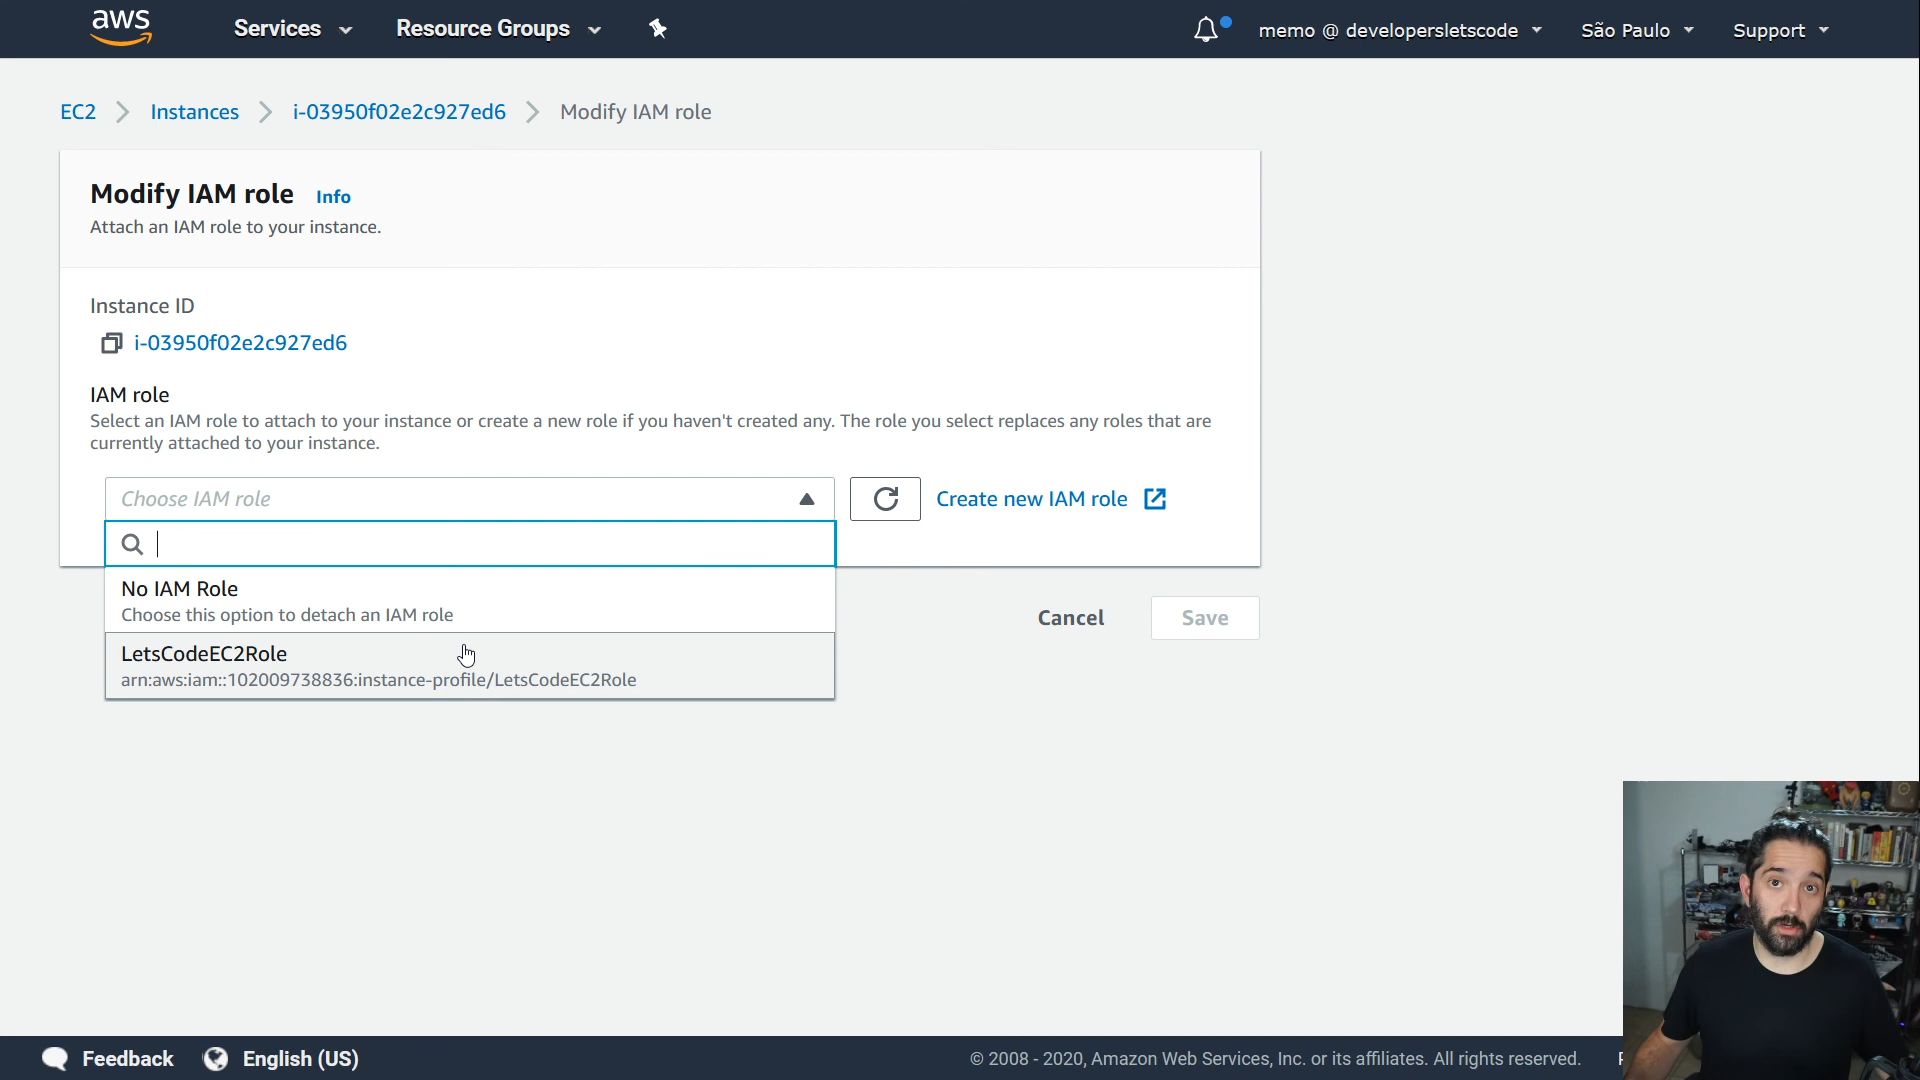 aws
Services
Resource Groups
memo @ developersletscode
São Paulo
Support
EC2
Instances
i-03950f02e2c927ed6
Modify IAM role
Modify IAM role
Info
Attach an IAM role to your instance.
Instance ID
i-03950f02e2c927ed6
IAM role
Select an IAM role to attach to your instance or create a new role if you haven't created any. The role you select replaces any roles that are
currently attached to your instance.
Choose IAM role
Create new IAM role
No IAM Role
Choose this option to detach an IAM role
LetsCodeEC2Role
arn:aws:iam::102009738836:instance-profile/LetsCodeEC2Role
Cancel
Save
Feedback
English (US)
© 2008 - 2020, Amazon Web Services, Inc. or its affiliates. All rights reserved.